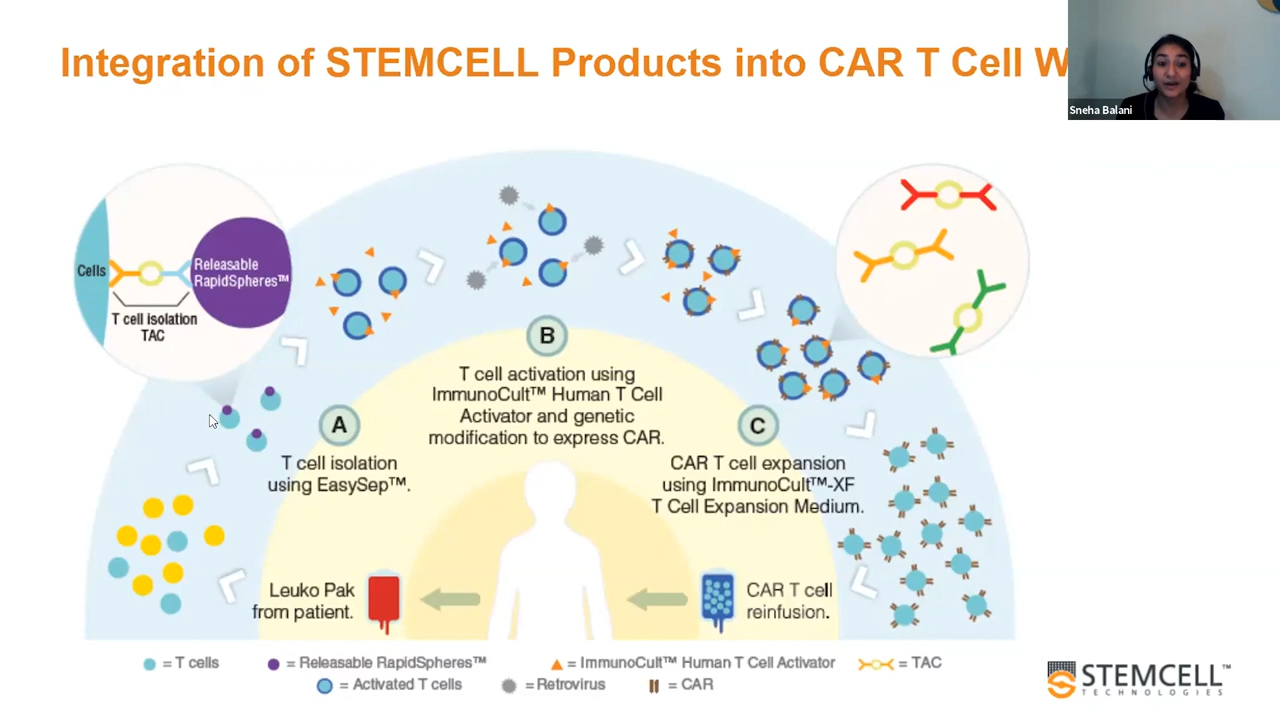 Integration of STEMCELL Products into CAR T Cell W
Sneha Balani
Cells
Releasable
RapidSpheres™
T cell isolation
TAC
A
T cell isolation
using EasySep™.
B
T cell activation using
ImmunoCult™ Human T Cell
Activator and genetic
modification to express CAR.
C
CAR T cell expansion
using ImmunoCult™-XF
T Cell Expansion Medium.
Leuko Pak
from patient.
CAR T cell
reinfusion.
= T cells
= Releasable RapidSpheres™
= ImmunoCult™ Human T Cell Activator
= TAC
= Activated T cells
= Retrovirus
= CAR
STEMCELL™
TECHNOLOGIES